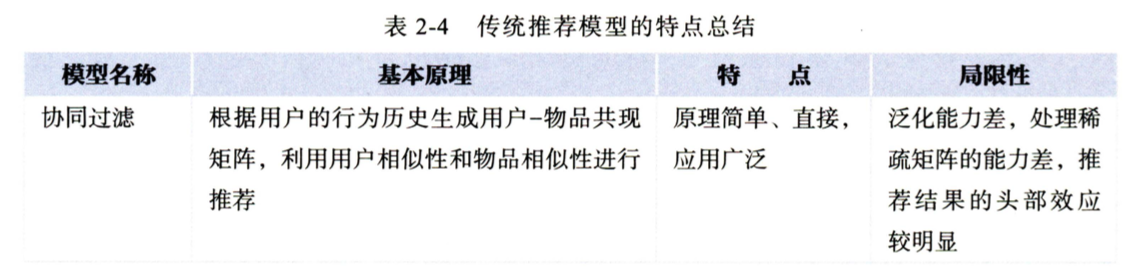 表 2-4 传统推荐模型的特点总结
模型名称 基本原理 特 点 局限性
协同过滤 根据用户的行为历史生成用户–物品共现 原理简单、直接， 泛化能力差，处理稀
矩阵，利用用户相似性和物品相似性进行 应用广泛 疏矩阵的能力差，推
推荐 荐结果的头部效应
较明显